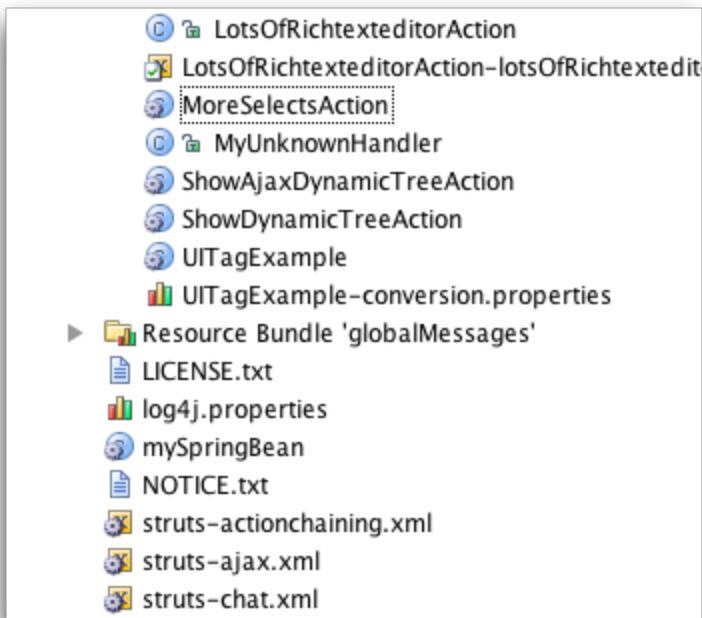 LotsOfRichtexteditorAction
LotsOfRichtexteditorAction-lotsOfRichtextedit
MoreSelectsAction
MyUnknownHandler
ShowAjaxDynamicTreeAction
ShowDynamicTreeAction
UITagExample
UITagExample-conversion.properties
Resource Bundle 'globalMessages'
LICENSE.txt
log4j.properties
mySpringBean
NOTICE.txt
struts-actionchaining.xml
struts-ajax.xml
struts-chat.xml